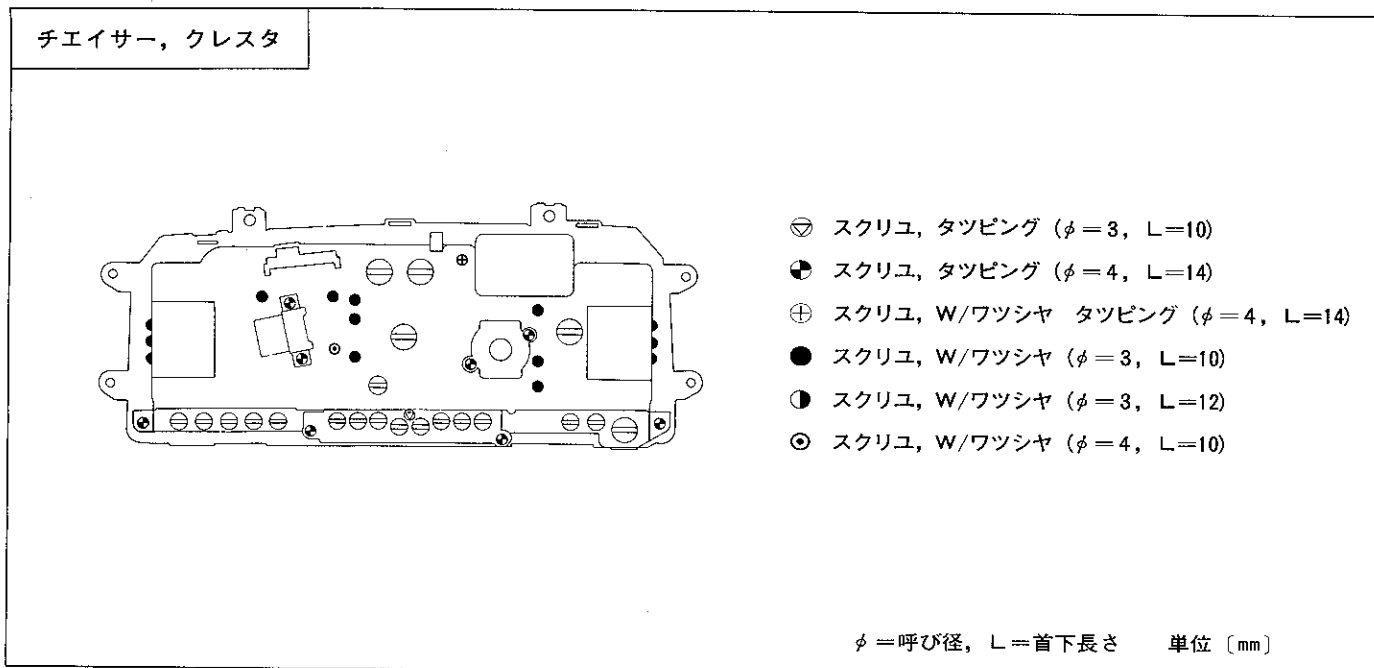 チエイサー，クレスタ
スクリユ，タツピング（φ＝3，L＝10）
スクリユ，タツピング（φ＝4，L＝14）
スクリユ，W/ワツシヤ　タツピング（φ＝4，L＝14）
スクリユ，W/ワツシヤ（φ＝3，L＝10）
スクリユ，W/ワツシヤ（φ＝3，L＝12）
スクリユ，W/ワツシヤ（φ＝4，L＝10）
φ＝呼び径，L＝首下長さ　単位〔mm〕